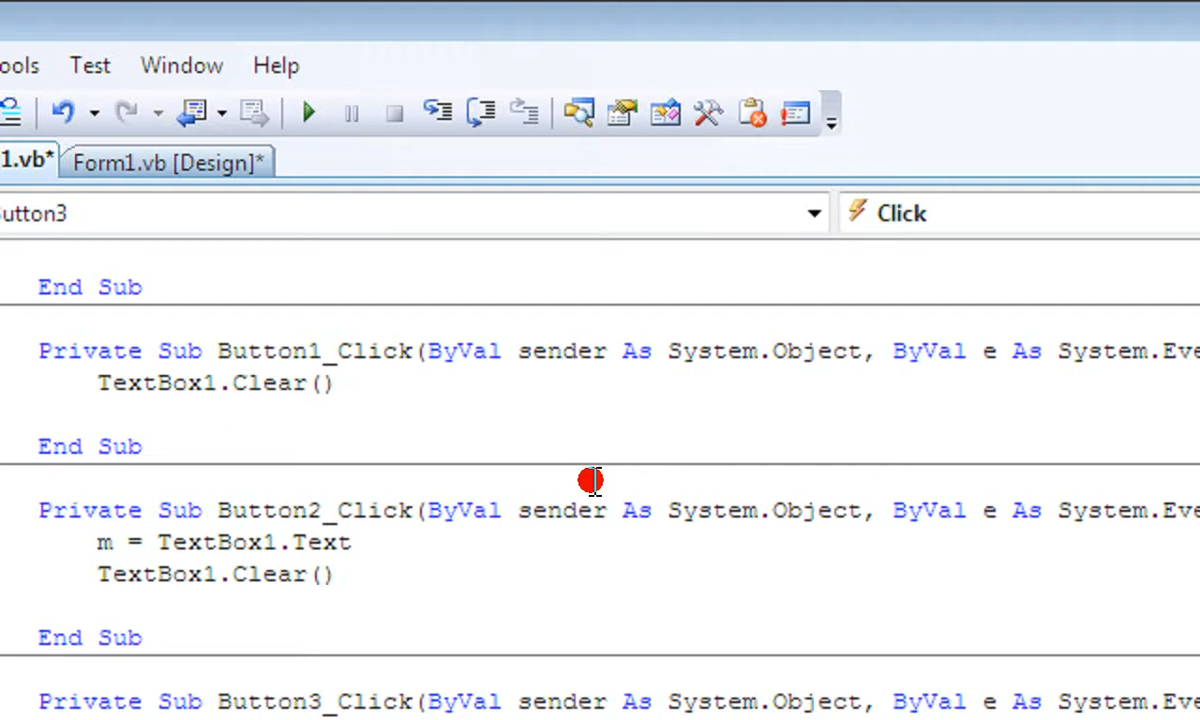 ools Test Window Help
1.vb* Form1.vb [Design]*
utton3 Click
End Sub
Private Sub Button1_Click(ByVal sender As System.Object, ByVal e As System.Eve
TextBox1.Clear()
End Sub
Private Sub Button2_Click(ByVal sender As System.Object, ByVal e As System.Eve
m = TextBox1.Text
TextBox1.Clear()
End Sub
Private Sub Button3_Click(ByVal sender As System.Object, ByVal e As System.Eve